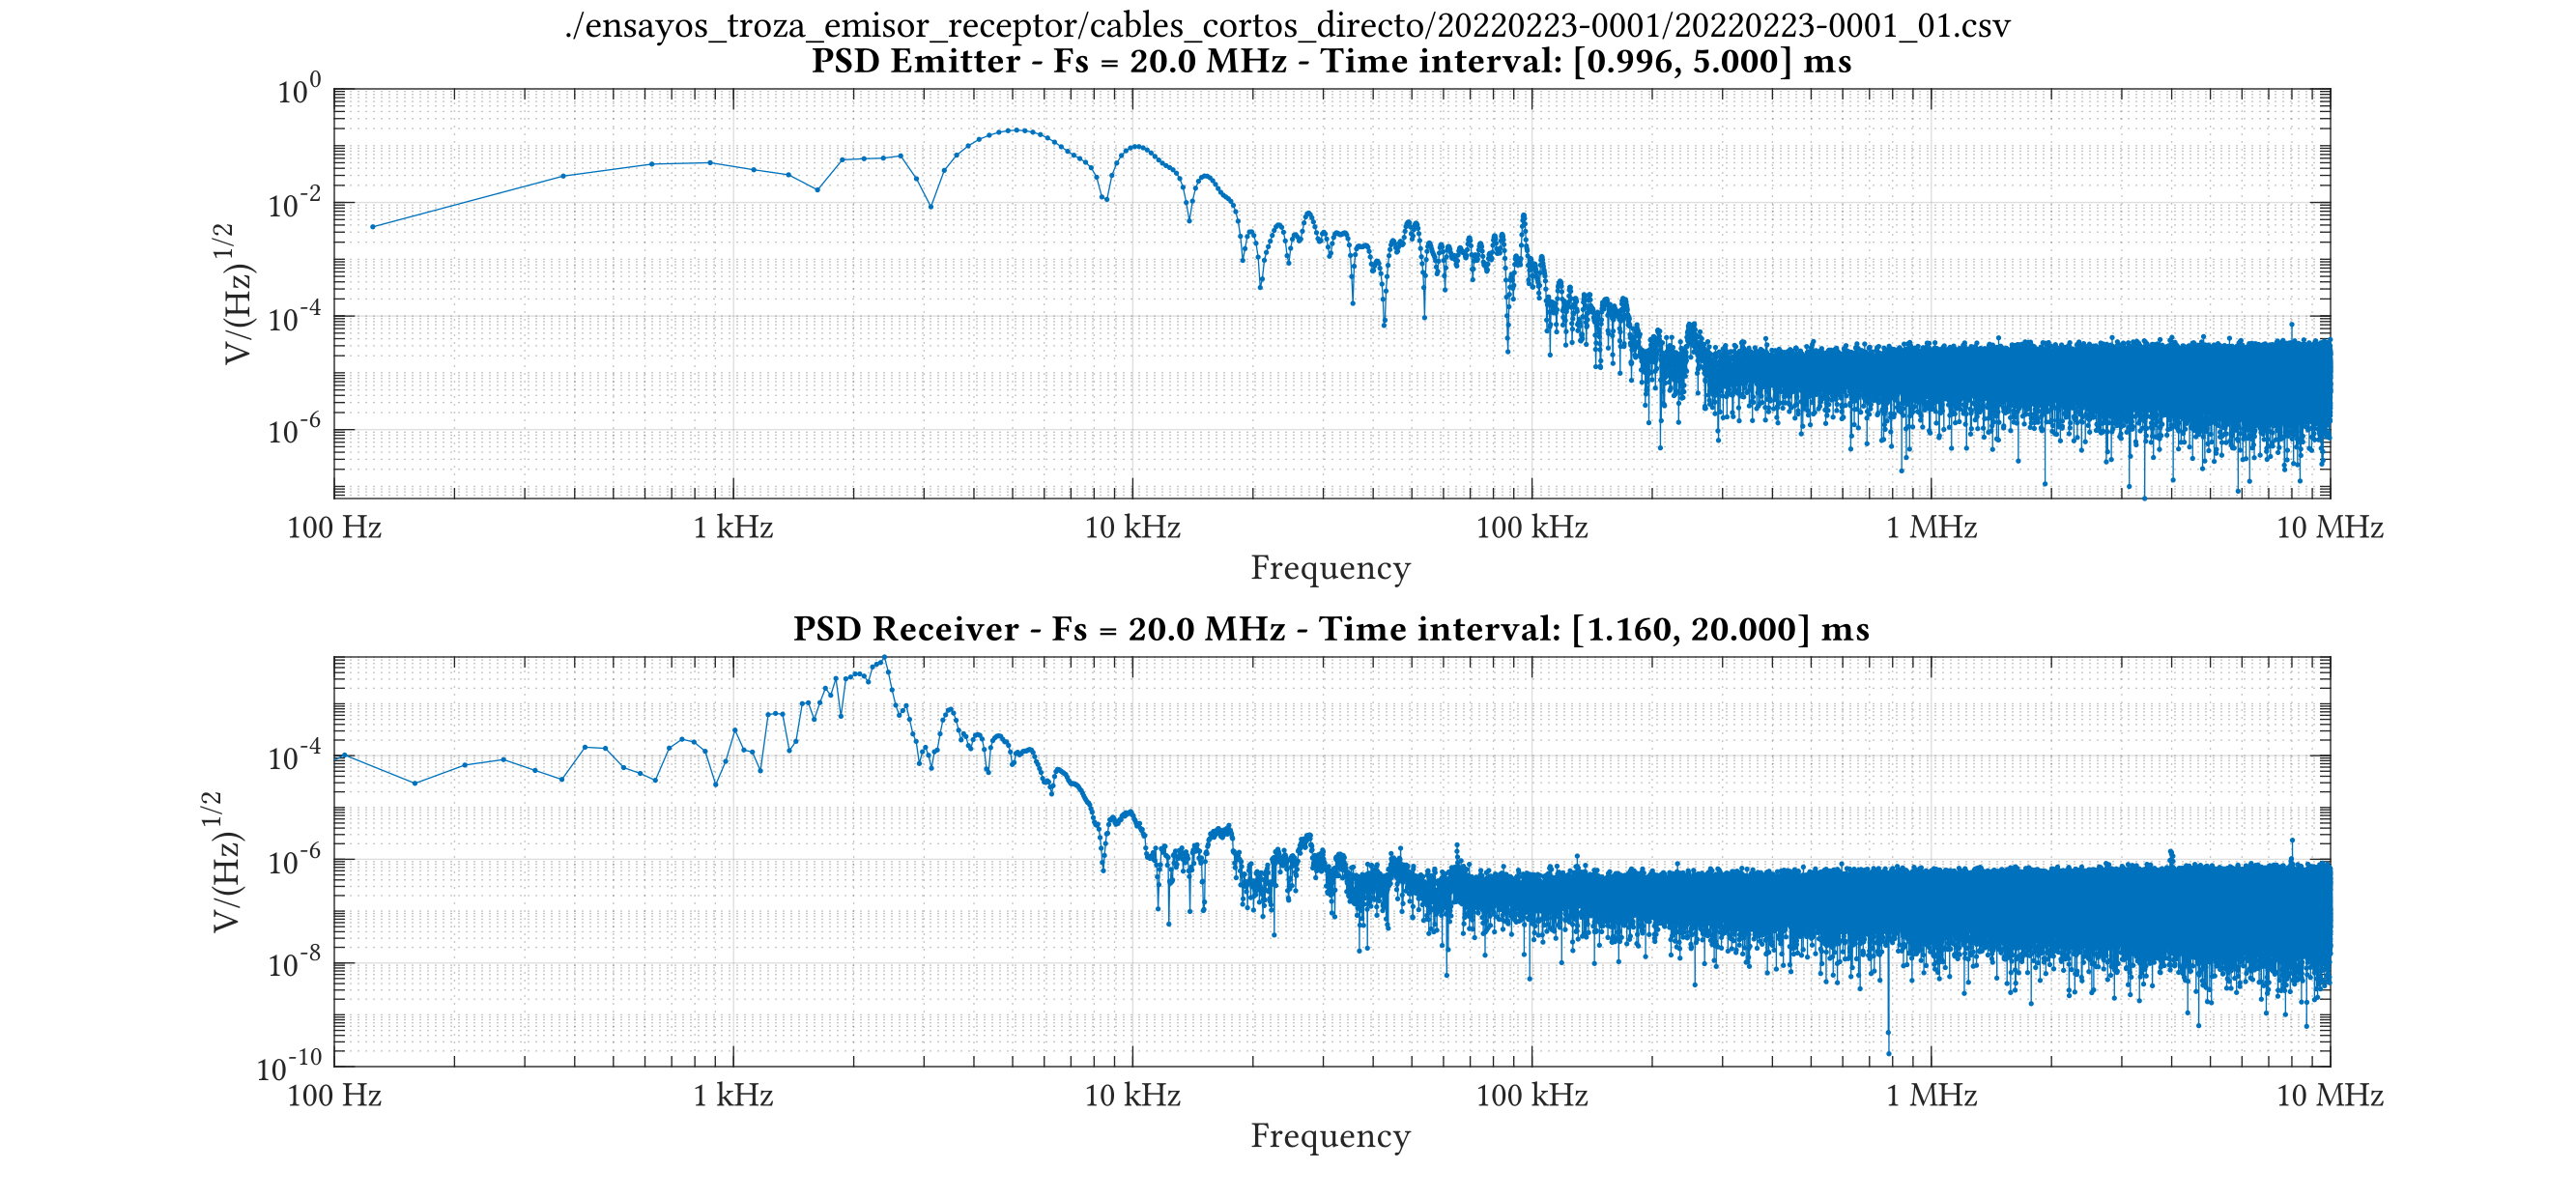 ./ensayos_troza_emisor_receptor/cables_cortos_directo/20220223-0001/20220223-0001_01.csv
PSD Emitter - Fs = 20.0 MHz - Time interval: [0.996, 5.000] ms
10^0
10^-2
10^-4
10^-6
V/(Hz)^1/2
100 Hz 1 kHz 10 kHz 100 kHz 1 MHz 10 MHz
Frequency
PSD Receiver - Fs = 20.0 MHz - Time interval: [1.160, 20.000] ms
10^-4
10^-6
10^-8
10^-10
V/(Hz)^1/2
100 Hz 1 kHz 10 kHz 100 kHz 1 MHz 10 MHz
Frequency